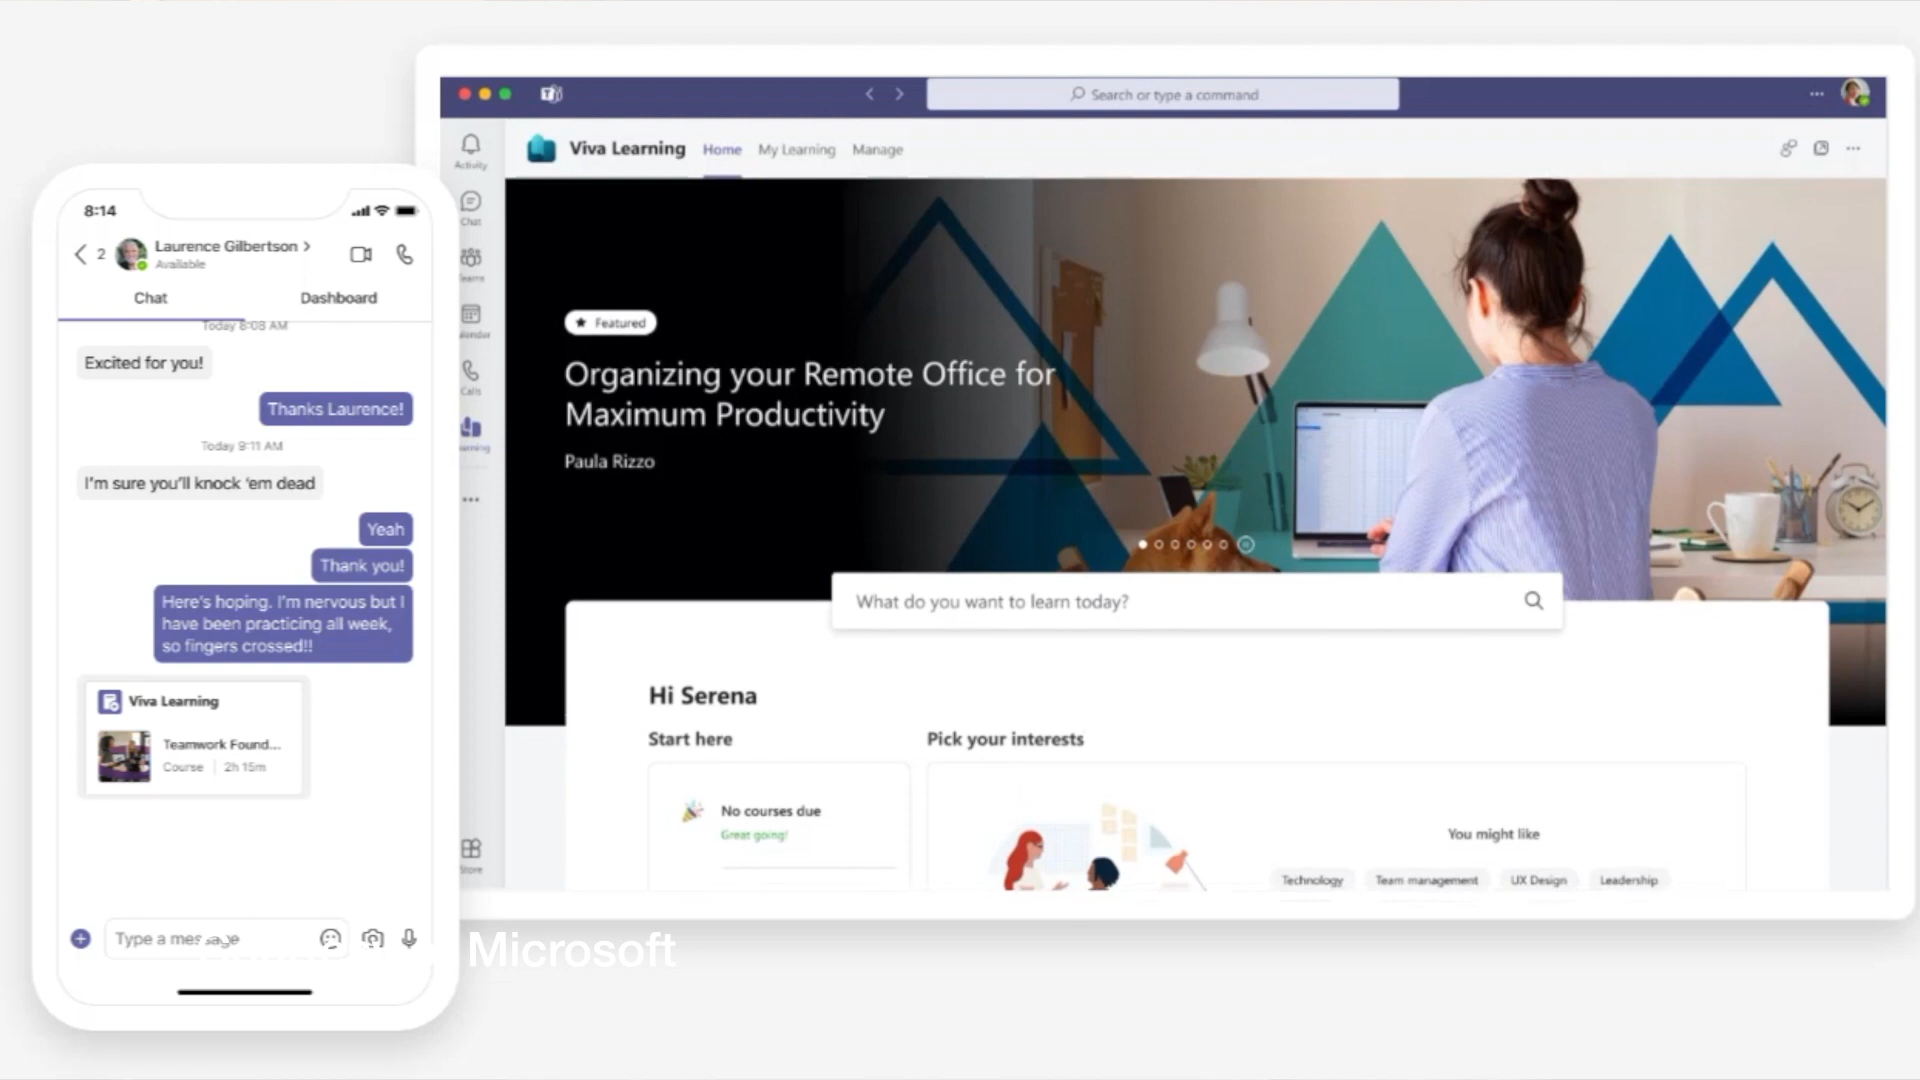 8:14
2
Laurence Gilbertson
Available
Chat
Dashboard
Today 8:08 AM
Excited for you!
Thanks Laurence!
Today 9:11 AM
I'm sure you'll knock 'em dead
Yeah
Thank you!
Here's hoping. I'm nervous but I
have been practicing all week,
so fingers crossed!!
Viva Learning
Teamwork Found...
Course
2h 15m
Type a message
Search or type a command
Activity
Chat
Calls
Viva Learning
Home
My Learning
Manage
Featured
Organizing your Remote Office for
Maximum Productivity
Paula Rizzo
What do you want to learn today?
Hi Serena
Start here
Pick your interests
No courses due
Great going!
You might like
Technology
Team management
UX Design
Leadership
Microsoft